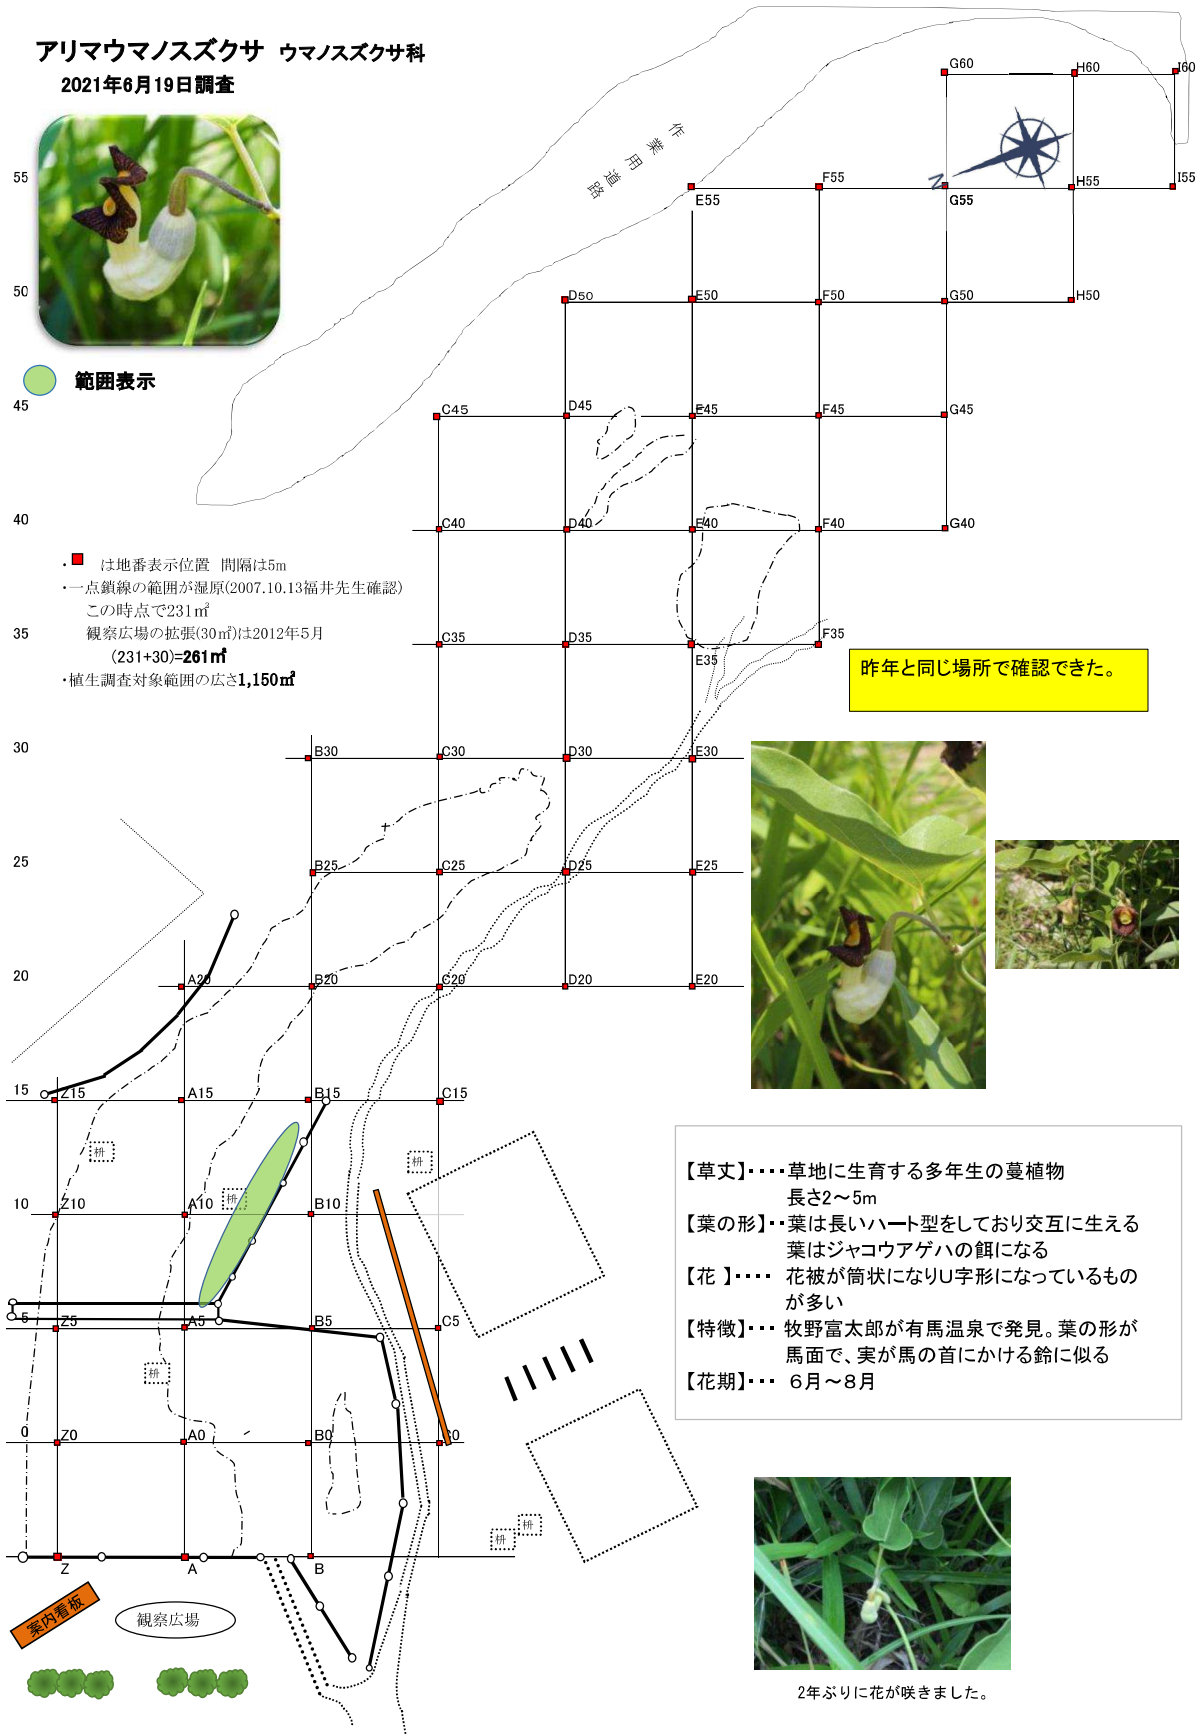 アリマウマノスズクサ ウマノスズクサ科
2021年6月19日調査
範囲表示
作業用道路
N
G60 H60 I60
55 F55 H55 I55
E55 G55
50 D50 E50 F50 G50 H50
45 C45 D45 E45 F45 G45
40 C40 D40 E40 F40 G40
・ は地番表示位置 間隔は5m
・一点鎖線の範囲が湿原(2007.10.13福井先生確認)
この時点で231㎡
観察広場の拡張(30㎡)は2012年5月
(231+30)=261㎡
・植生調査対象範囲の広さ1,150㎡
35 C35 D35 E35 F35
昨年と同じ場所で確認できた。
30 B30 C30 D30 E30
25 B25 C25 D25 E25
20 A20 B20 C20 D20 E20
15 Z15 A15 B15 C15
枡 枡
枡
10 Z10 A10 B10
5 Z5 A5 B5 C5
枡
0 Z0 A0 B0 C0
枡 枡
Z A B
案内看板
観察広場
【草丈】・・・・草地に生育する多年生の蔓植物
長さ2～5m
【葉の形】・・葉は長いハート型をしており交互に生える
葉はジャコウアゲハの餌になる
【花 】・・・・ 花被が筒状になりU字形になっているもの
が多い
【特徴】・・・ 牧野富太郎が有馬温泉で発見。葉の形が
馬面で、実が馬の首にかける鈴に似る
【花期】・・・ 6月～8月
2年ぶりに花が咲きました。